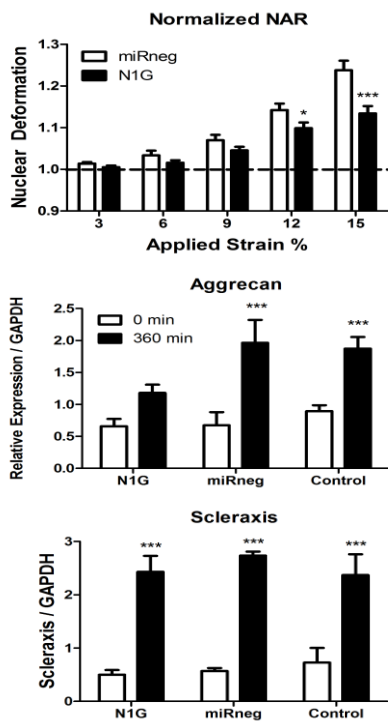 Normalized NAR
Nuclear Deformation
1.3
1.2
1.1
1.0
0.9
miRneg
N1G
*
***
3 6 9 12 15
Applied Strain %
Aggrecan
Relative Expression / GAPDH
2.5
2.0
1.5
1.0
0.5
0.0
0 min
360 min
***
***
N1G miRneg Control
Scleraxis
Scleraxis / GAPDH
3
2
1
0
***
***
***
N1G miRneg Control